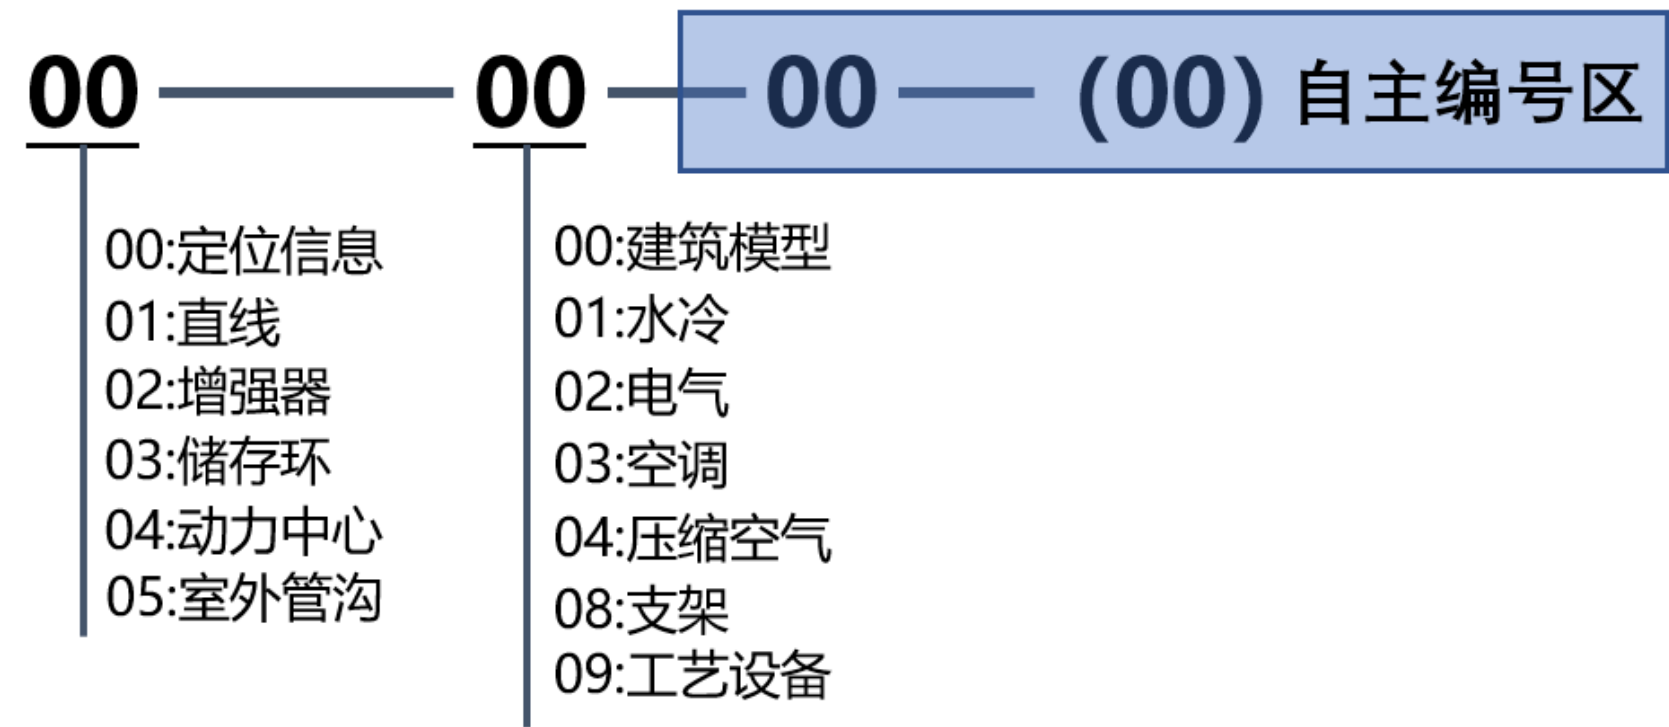 00 00 00 (00) 自主编号区
00:定位信息
01:直线
02:增强器
03:储存环
04:动力中心
05:室外管沟
00:建筑模型
01:水冷
02:电气
03:空调
04:压缩空气
08:支架
09:工艺设备